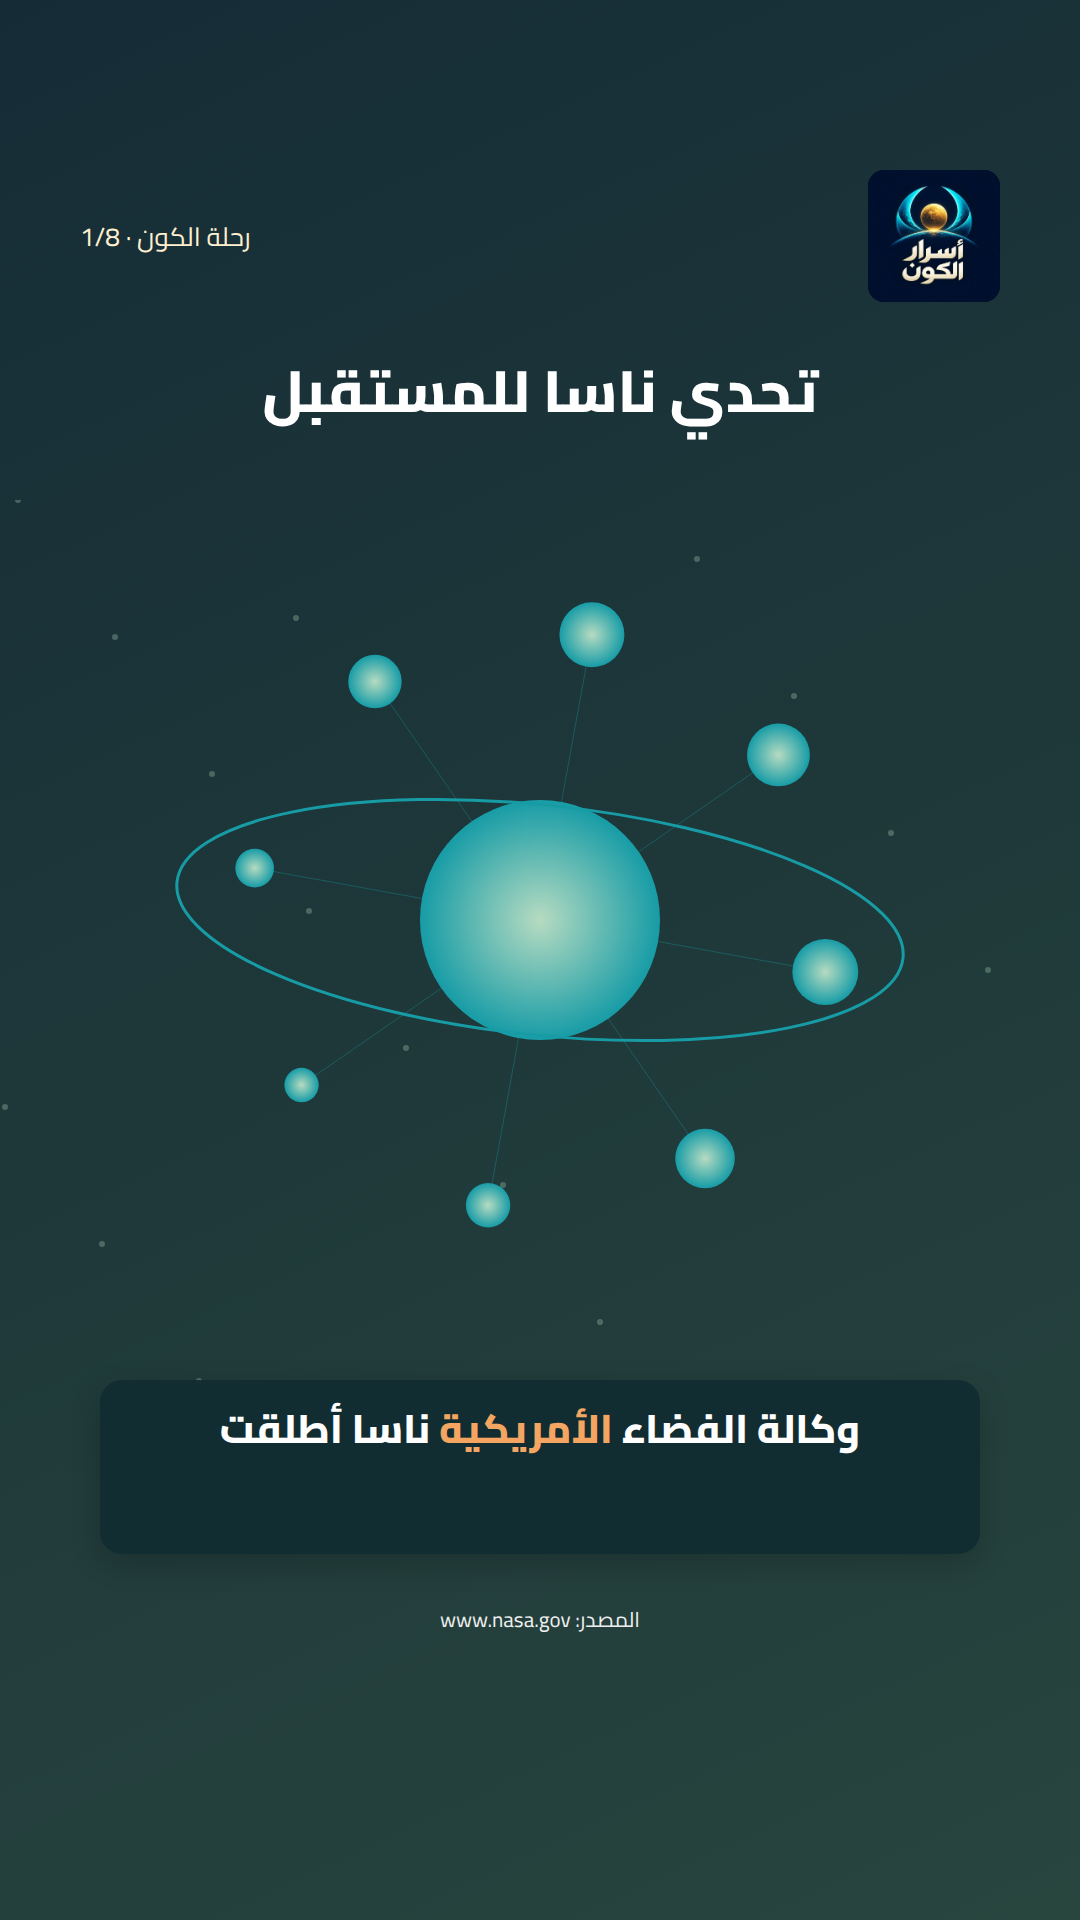 أسرار
الكون
رحلة الكون · 1/8
تحدي ناسا للمستقبل
وكالة الفضاء الأمريكية ناسا أطلقت
المصدر: www.nasa.gov